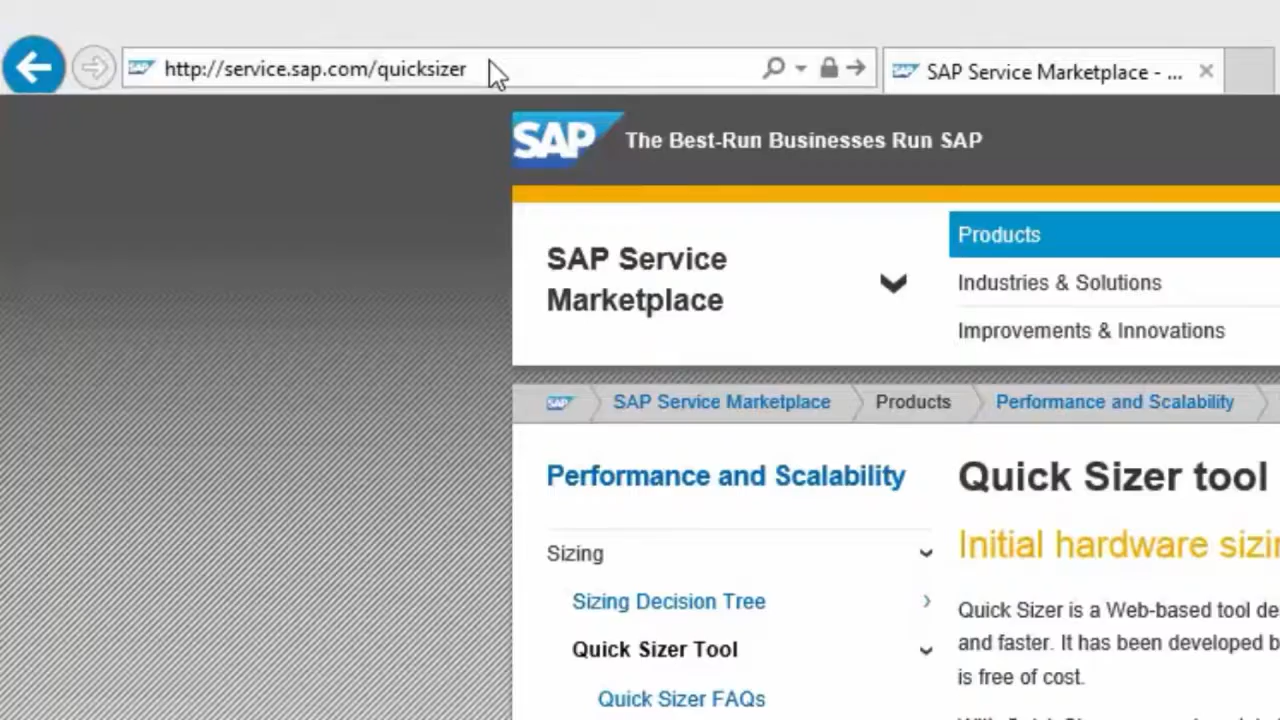 http://service.sap.com/quicksizer
SAP Service Marketplace - ...
SAP The Best-Run Businesses Run SAP
SAP Service
Marketplace
Products
Industries & Solutions
Improvements & Innovations
SAP SAP Service Marketplace Products Performance and Scalability
Performance and Scalability
Sizing
Sizing Decision Tree
Quick Sizer Tool
Quick Sizer FAQs
Quick Sizer tool
Initial hardware
Quick Sizer is a Web-based tool
and faster. It has been developed
is free of cost.